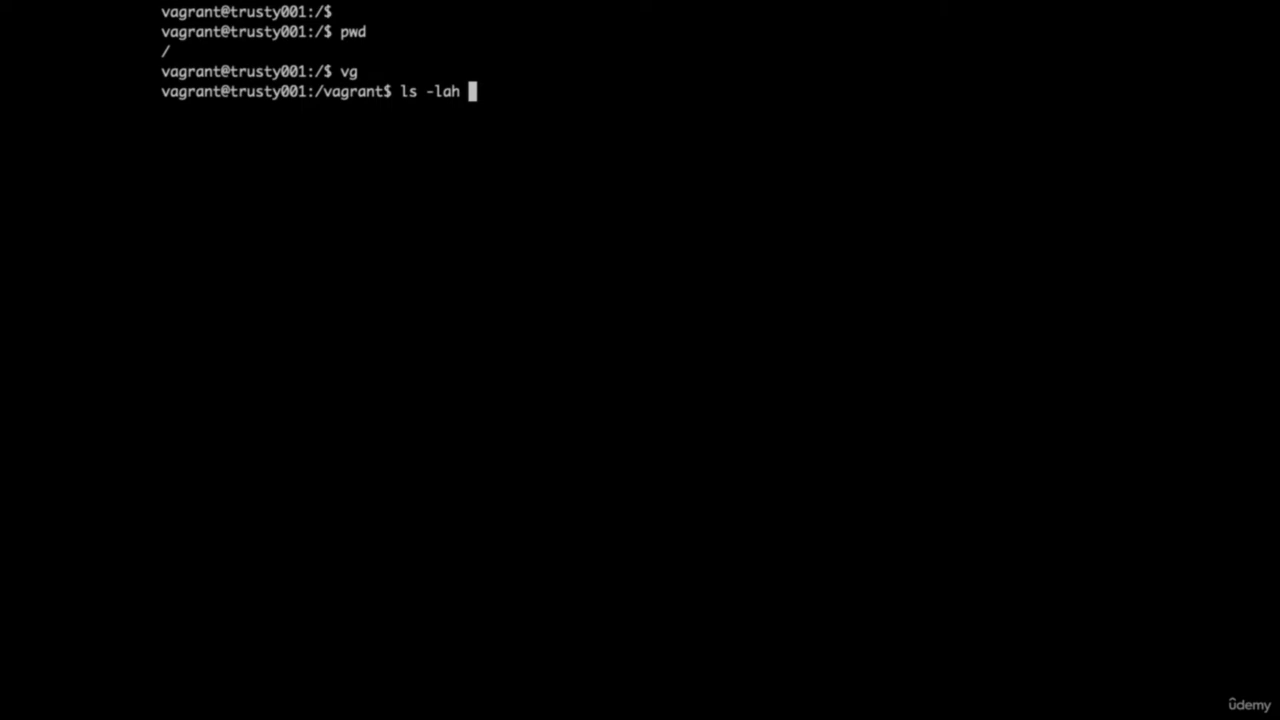 vagrant@trusty001:/$
vagrant@trusty001:/$ pwd
/
vagrant@trusty001:/$ vg
vagrant@trusty001:/vagrant$ ls -lah
ûdemy